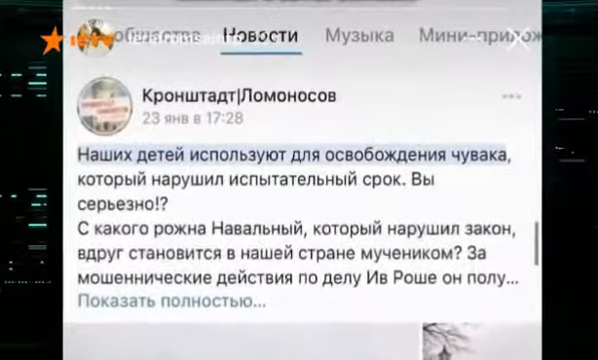 ICTV
Новости
Музыка
Кронштадт|Ломоносов
23 янв в 17:28
Наших детей используют для освобождения чувака,
который нарушил испытательный срок. Вы
серьезно!?
С какого рожна Навальный, который нарушил закон,
вдруг становится в нашей стране мучеником? За
мошеннические действия по делу Ив Роше он полу...
Показать полностью...